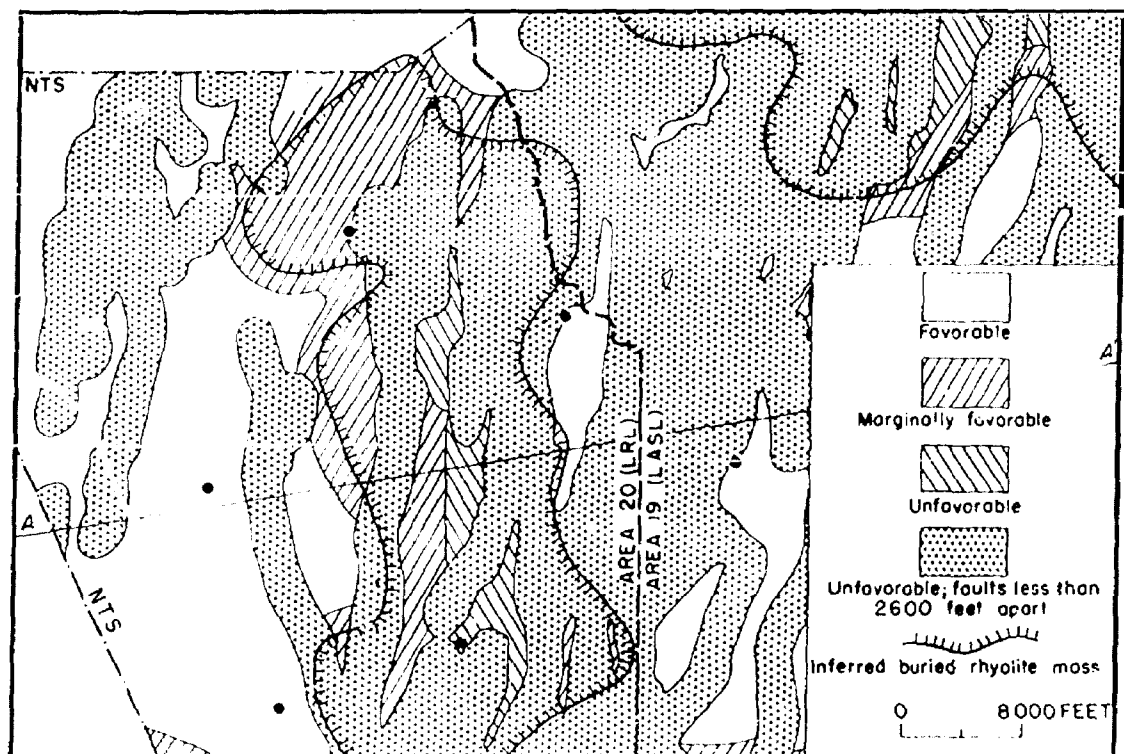 NTS
Favorable
A'
Marginally favorable
Unfavorable
Unfavorable; faults less than
2600 feet apart
Inferred buried rhyolite mass
0 8000 FEET
A
NTS
AREA 20 (LRL)
AREA 19 (LASL)